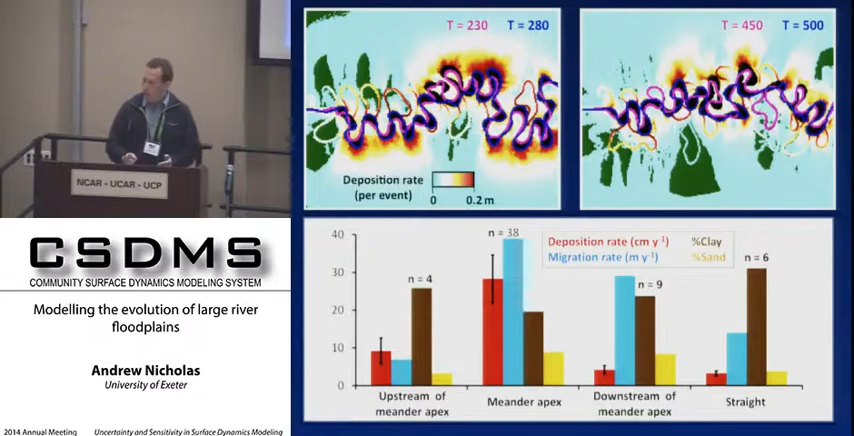 NCAR - UCAR - UCP
CSDMS
COMMUNITY SURFACE DYNAMICS MODELING SYSTEM
Modelling the evolution of large river
floodplains
Andrew Nicholas
University of Exeter
2014 Annual Meeting
Uncertainty and Sensitivity in Surface Dynamics Modeling
T = 230 T = 280
Deposition rate
(per event)
0 0.2 m
T = 450 T = 500
Deposition rate (cm y⁻¹) %Clay
Migration rate (m y⁻¹) %Sand
40
30
20
10
0
n = 4
n = 38
n = 9
n = 6
Upstream of
meander apex
Meander apex
Downstream of
meander apex
Straight